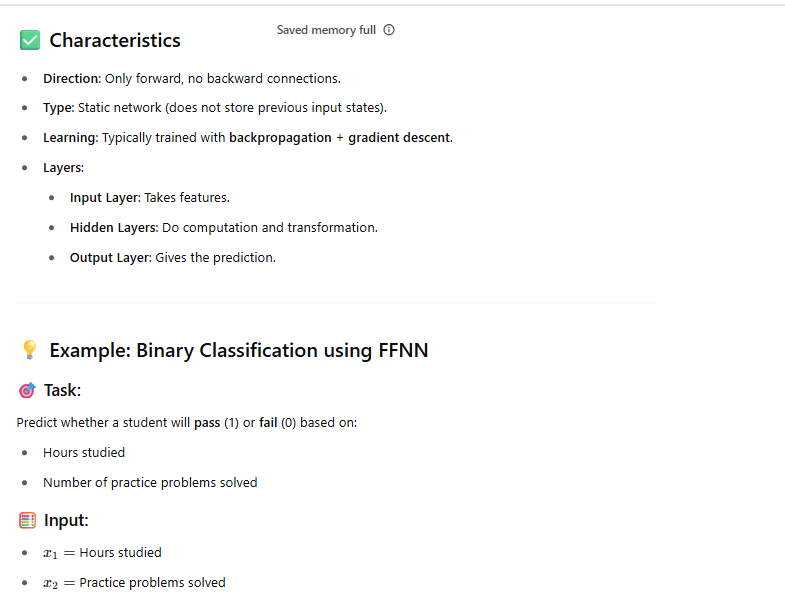 Saved memory full
✅ Characteristics
• Direction: Only forward, no backward connections.
• Type: Static network (does not store previous input states).
• Learning: Typically trained with backpropagation + gradient descent.
• Layers:
• Input Layer: Takes features.
• Hidden Layers: Do computation and transformation.
• Output Layer: Gives the prediction.
💡 Example: Binary Classification using FFNN
🎯 Task:
Predict whether a student will pass (1) or fail (0) based on:
• Hours studied
• Number of practice problems solved
🧮 Input:
• x₁ = Hours studied
• x₂ = Practice problems solved